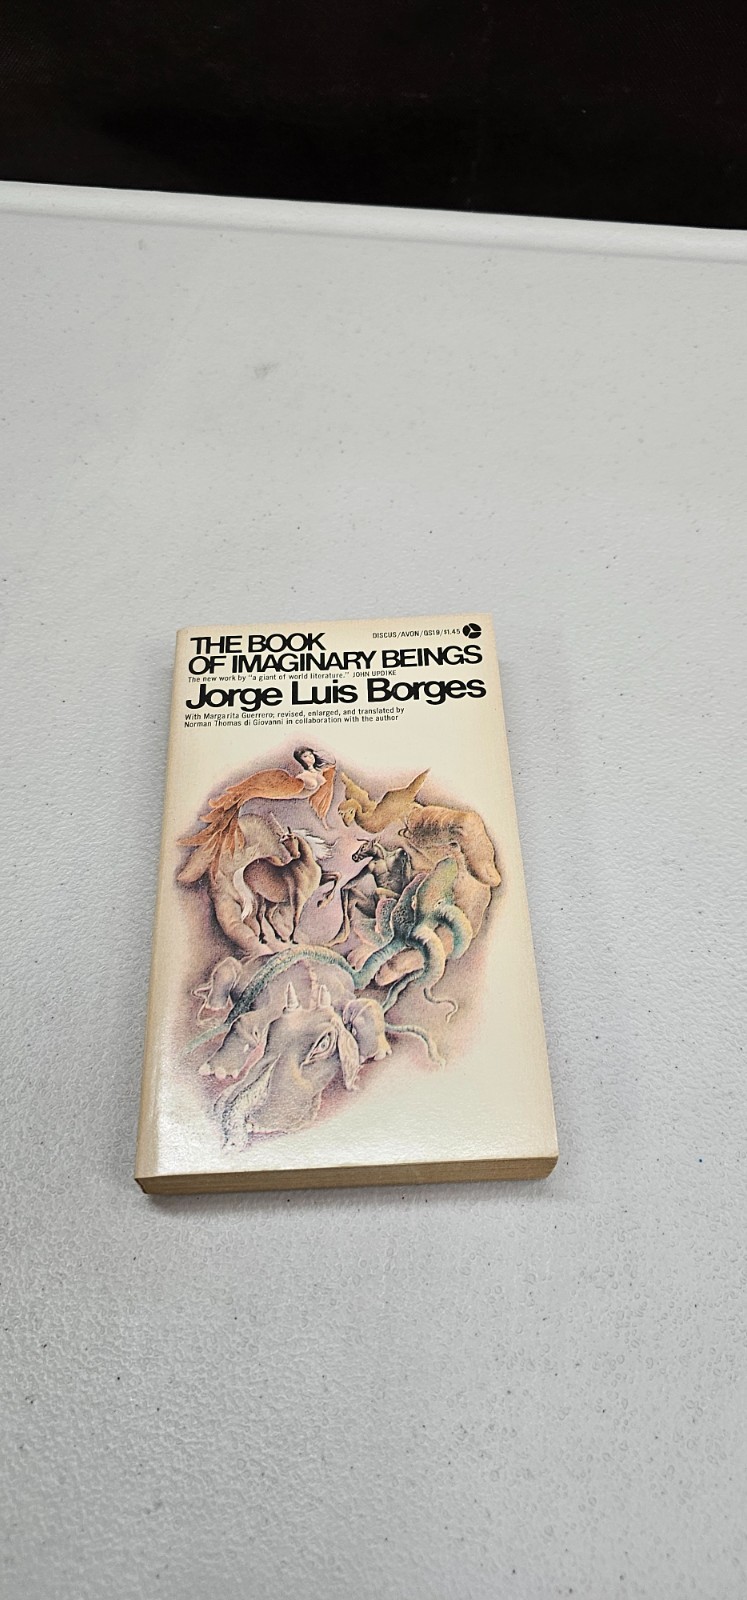 THE BOOK
OF IMAGINARY BEINGS
DISCUS/AVON/QS19/$1.45
The new work by "a giant of world literature." JOHN UPDIKE
Jorge Luis Borges
With Margarita Guerrero; revised, enlarged, and translated by
Norman Thomas di Giovanni in collaboration with the author